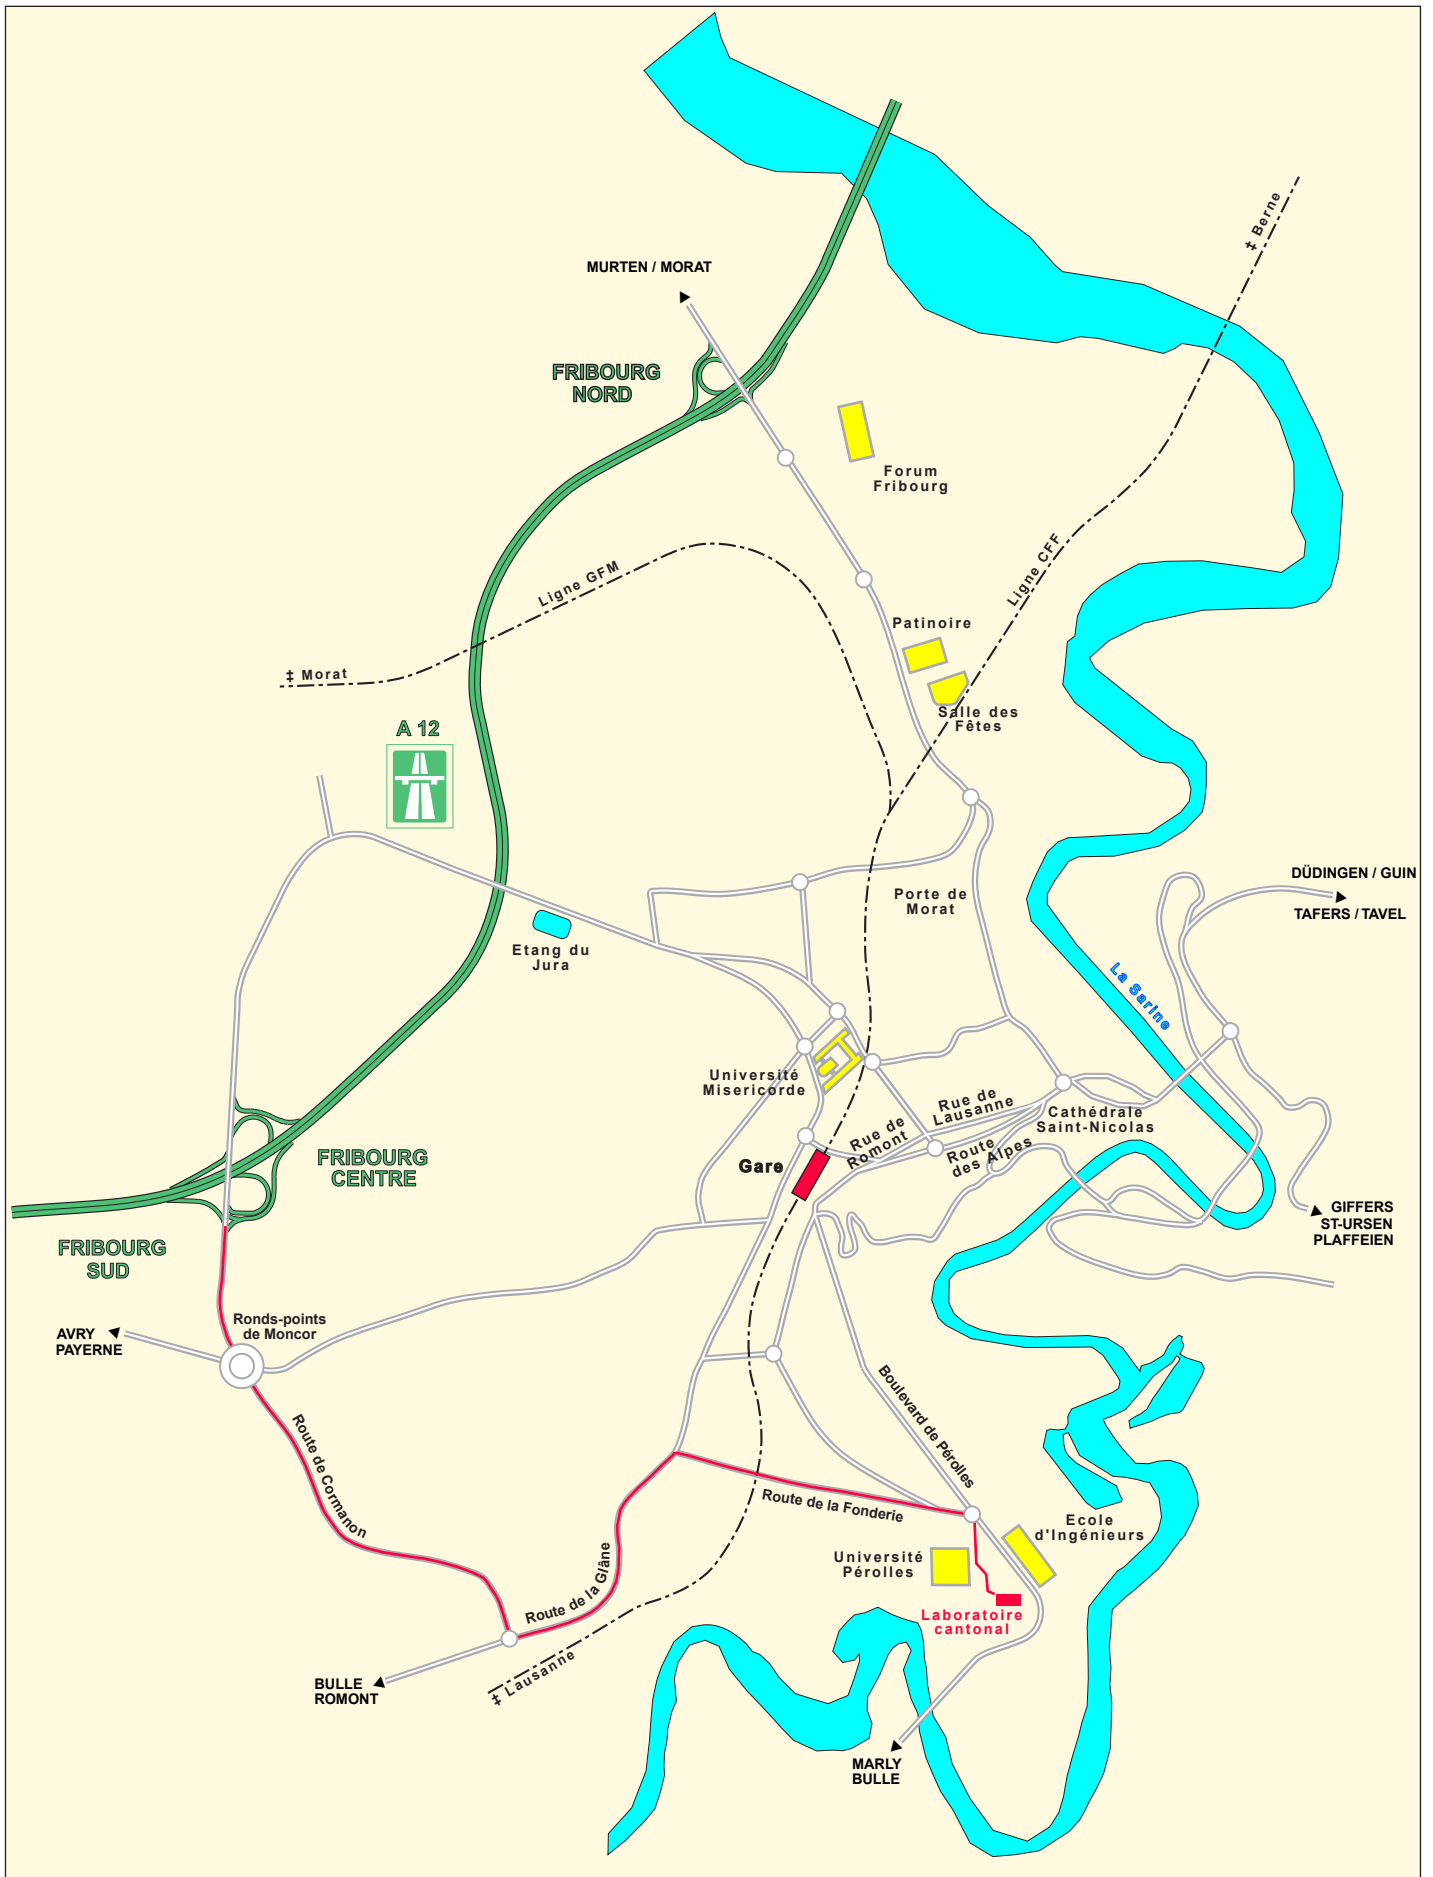 ‡ Berne
MURTEN / MORAT
FRIBOURG
NORD
Forum
Fribourg
Ligne CFF
Ligne GFM
Patinoire
‡ Morat
Salle des
Fêtes
A 12
DÜDINGEN / GUIN
TAFERS / TAVEL
Porte de
Morat
Etang du
Jura
La Sarine
Université
Misericorde
Rue de
Lausanne
Cathédrale
Saint-Nicolas
Rue de
Romont
Route
des Alpes
Gare
FRIBOURG
CENTRE
GIFFERS
ST-URSEN
PLAFFEIEN
FRIBOURG
SUD
Ronds-points
de Moncor
AVRY
PAYERNE
Boulevard de Pérolles
Route de Cormanon
Route de la Fonderie
Ecole
d'Ingénieurs
Université
Pérolles
Route de la Glâne
Laboratoire
cantonal
‡ Lausanne
BULLE
ROMONT
MARLY
BULLE